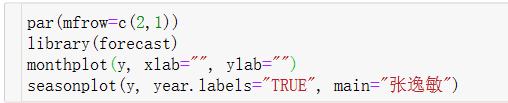 par(mfrow=c(2,1))
library(forecast)
monthplot(y, xlab="", ylab="")
seasonplot(y, year.labels="TRUE", main="张逸敏")